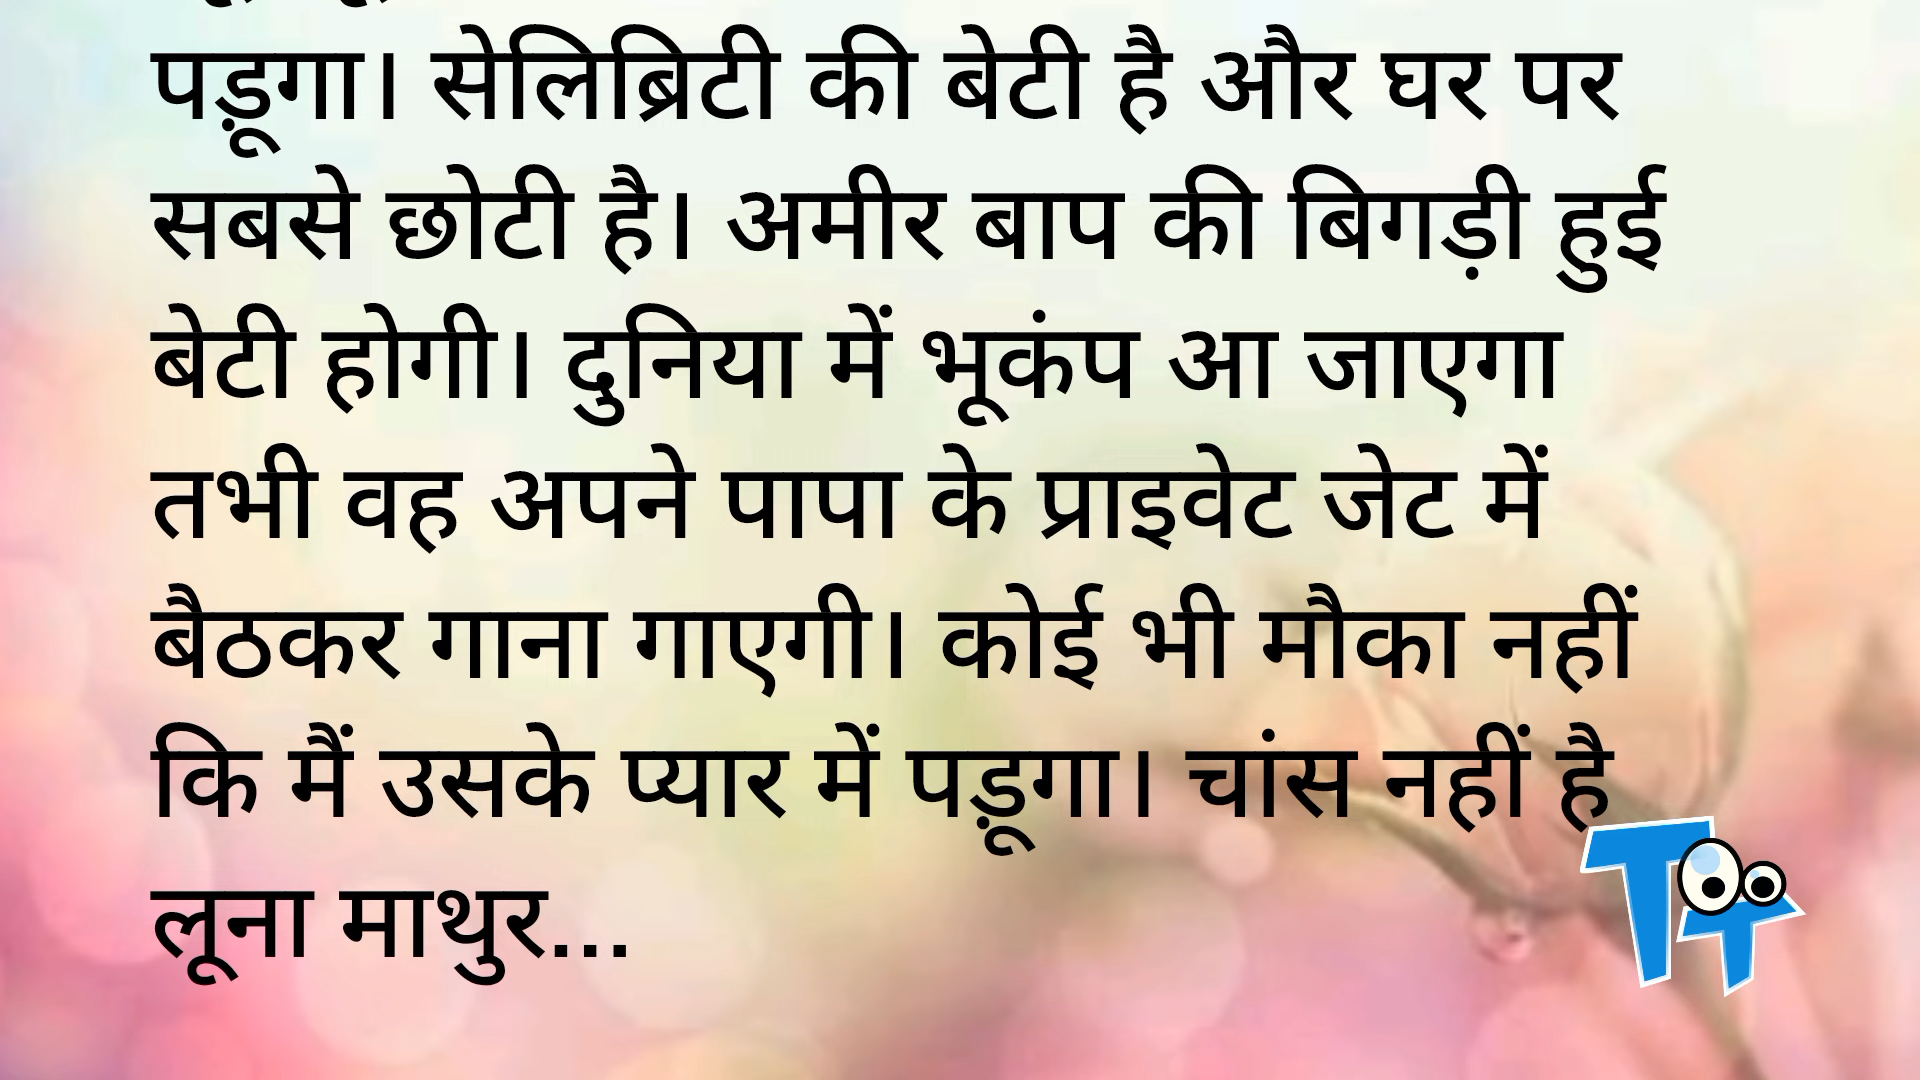 पड़ूगा। सेलिब्रिटी की बेटी है और घर पर
सबसे छोटी है। अमीर बाप की बिगड़ी हुई
बेटी होगी। दुनिया में भूकंप आ जाएगा
तभी वह अपने पापा के प्राइवेट जेट में
बैठकर गाना गाएगी। कोई भी मौका नहीं
कि मैं उसके प्यार में पड़ूगा। चांस नहीं है
लूना माथुर...